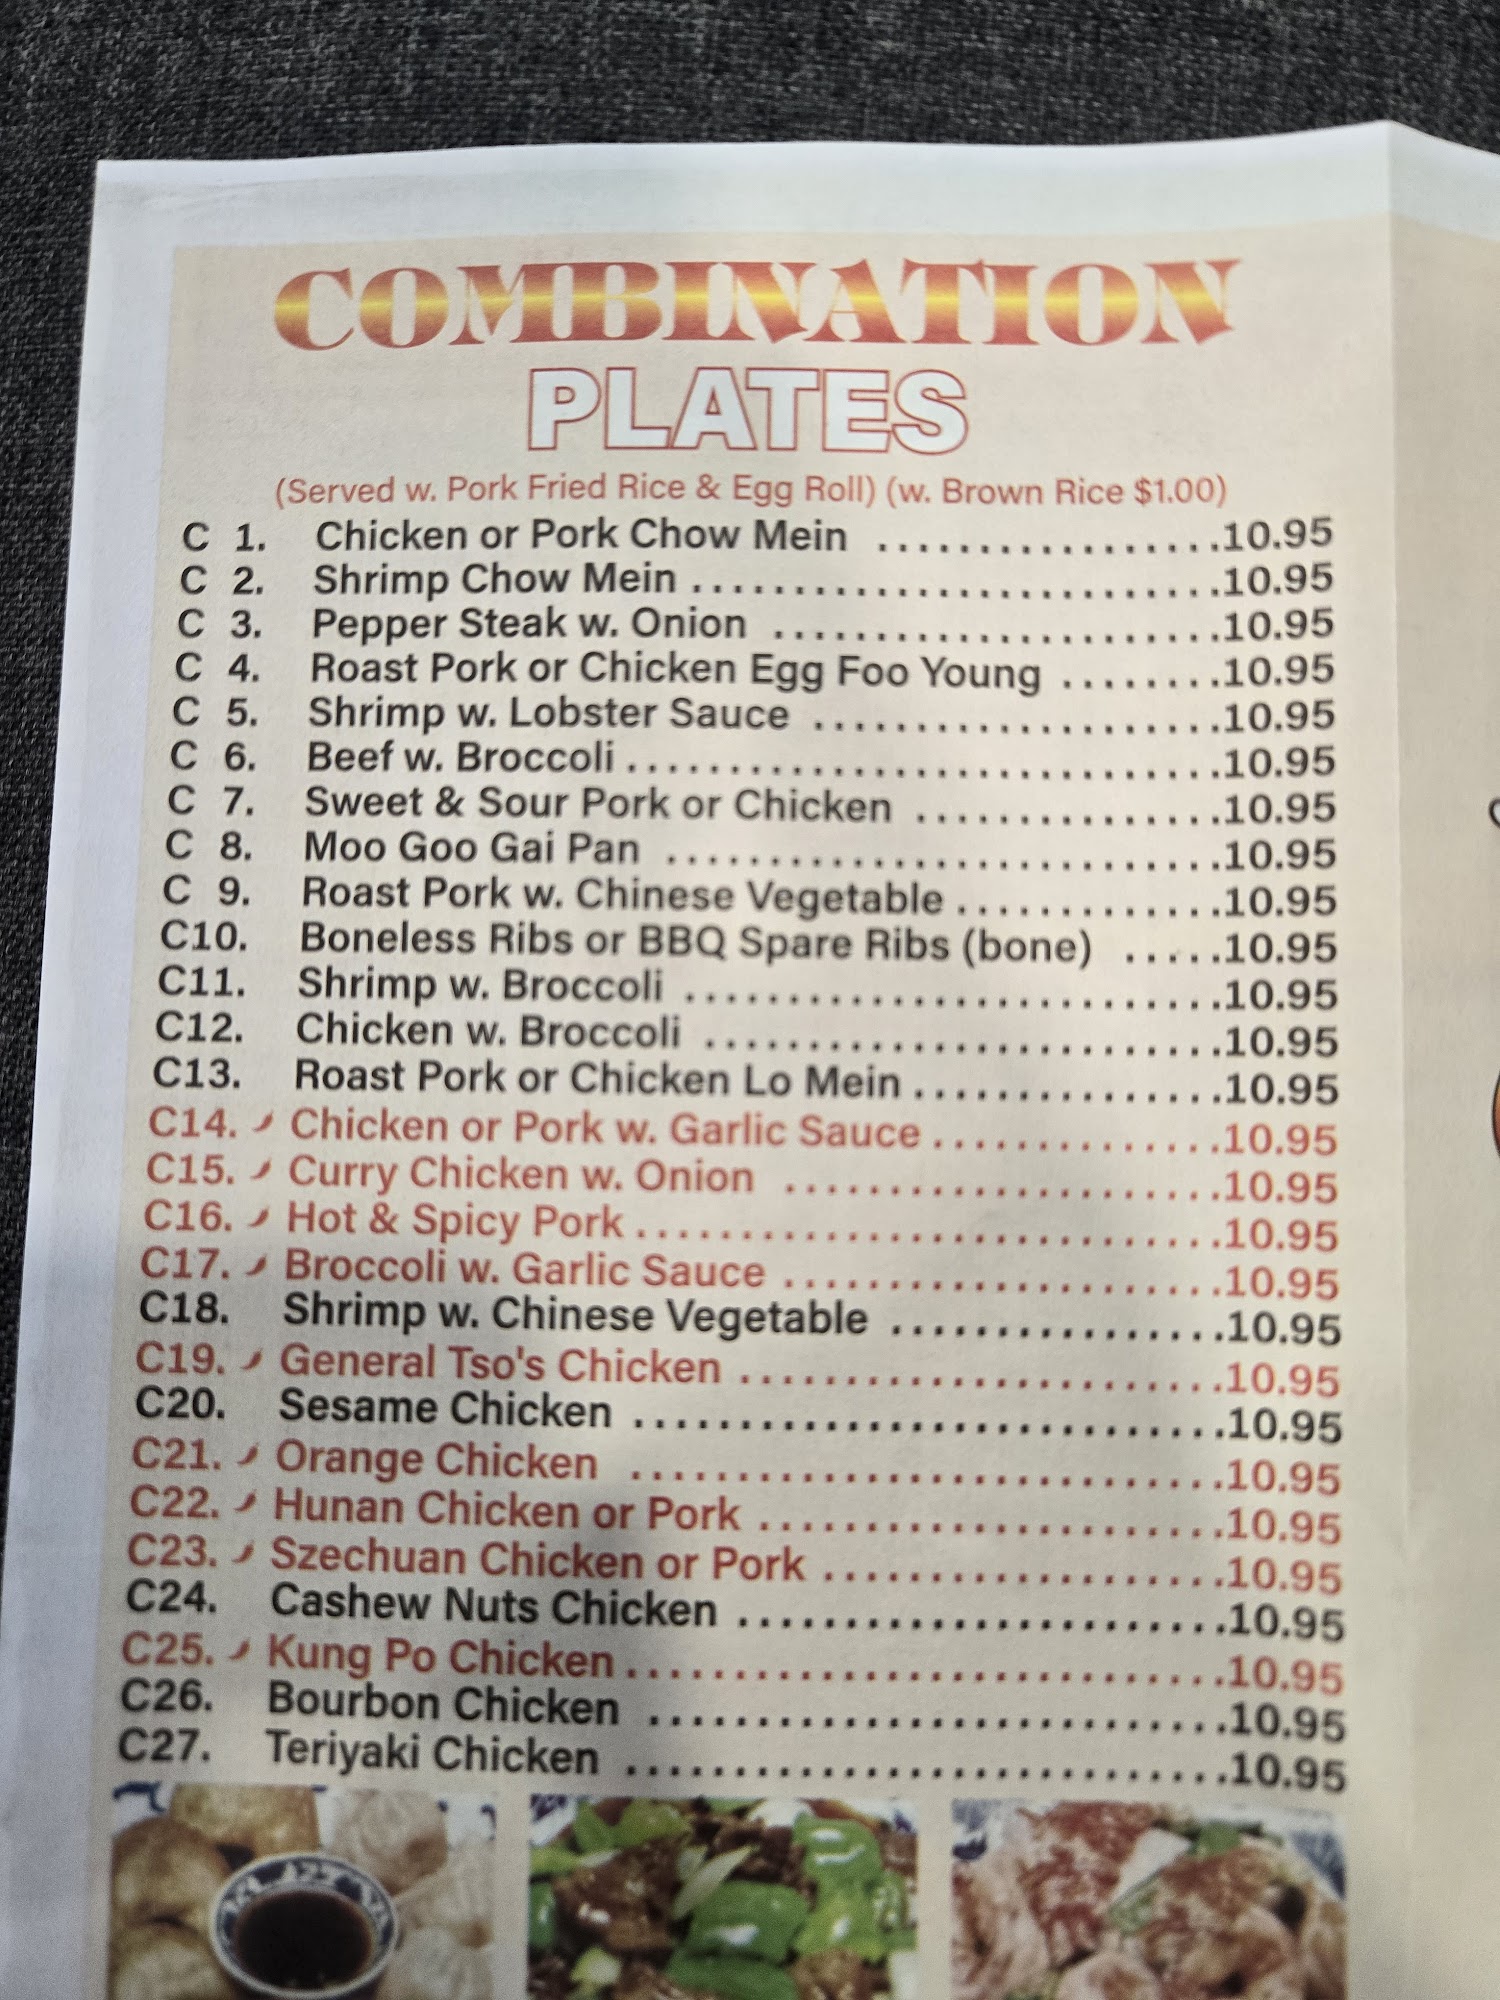 COMBINATION
PLATES
(Served w. Pork Fried Rice & Egg Roll) (w. Brown Rice $1.00)
C 1. Chicken or Pork Chow Mein ................. 10.95
C 2. Shrimp Chow Mein .......................... 10.95
C 3. Pepper Steak w. Onion ...................... 10.95
C 4. Roast Pork or Chicken Egg Foo Young ........ 10.95
C 5. Shrimp w. Lobster Sauce .................... 10.95
C 6. Beef w. Broccoli ............................. 10.95
C 7. Sweet & Sour Pork or Chicken ............... 10.95
C 8. Moo Goo Gai Pan ........................... 10.95
C 9. Roast Pork w. Chinese Vegetable ............. 10.95
C10. Boneless Ribs or BBQ Spare Ribs (bone) ..... 10.95
C11. Shrimp w. Broccoli .......................... 10.95
C12. Chicken w. Broccoli ......................... 10.95
C13. Roast Pork or Chicken Lo Mein ............... 10.95
C14. Chicken or Pork w. Garlic Sauce .............. 10.95
C15. Curry Chicken w. Onion ..................... 10.95
C16. Hot & Spicy Pork ............................ 10.95
C17. Broccoli w. Garlic Sauce ..................... 10.95
C18. Shrimp w. Chinese Vegetable ................ 10.95
C19. General Tso's Chicken ....................... 10.95
C20. Sesame Chicken ............................ 10.95
C21. Orange Chicken ............................ 10.95
C22. Hunan Chicken or Pork ...................... 10.95
C23. Szechuan Chicken or Pork ................... 10.95
C24. Cashew Nuts Chicken ....................... 10.95
C25. Kung Po Chicken ............................ 10.95
C26. Bourbon Chicken ........................... 10.95
C27. Teriyaki Chicken ............................ 10.95